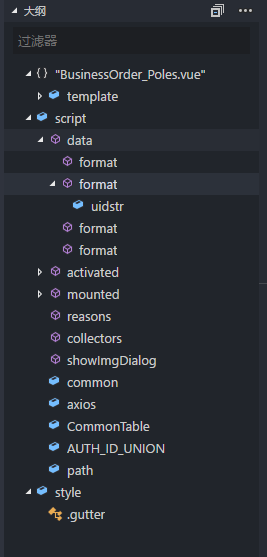 大纲
过滤器
{} "BusinessOrder_Poles.vue"
template
script
data
format
format
uidstr
format
format
activated
mounted
reasons
collectors
showImgDialog
common
axios
CommonTable
AUTH_ID_UNION
path
style
.gutter